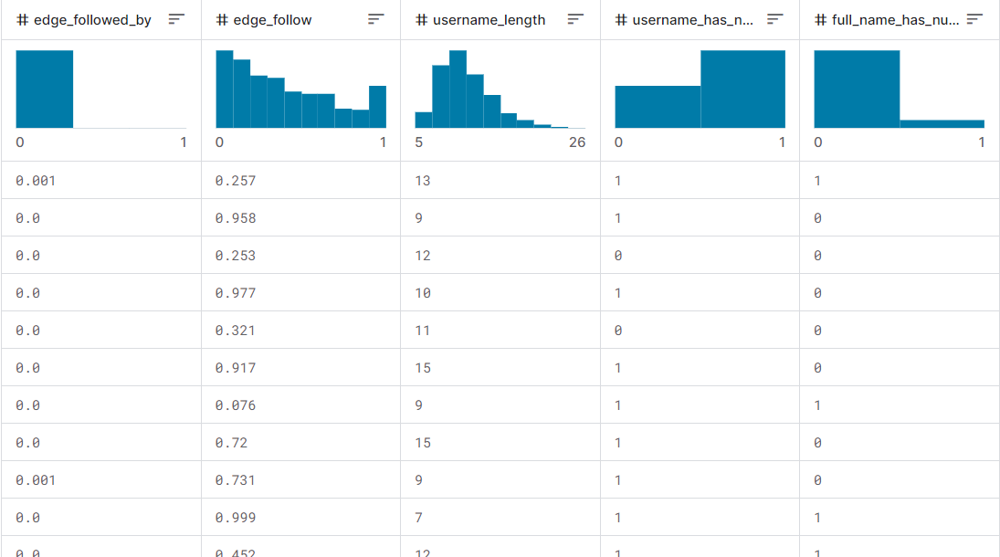 # edge_followed_by # edge_follow # username_length # username_has_n... # full_name_has_nu...
0 1 0 1 5 26 0 1 0 1
0.001 0.257 13 1 1
0.0 0.958 9 1 0
0.0 0.253 12 0 0
0.0 0.977 10 1 0
0.0 0.321 11 0 0
0.0 0.917 15 1 0
0.0 0.076 9 1 1
0.0 0.72 15 1 0
0.001 0.731 9 1 0
0.0 0.999 7 1 1
0.0 0.452 12 1 1